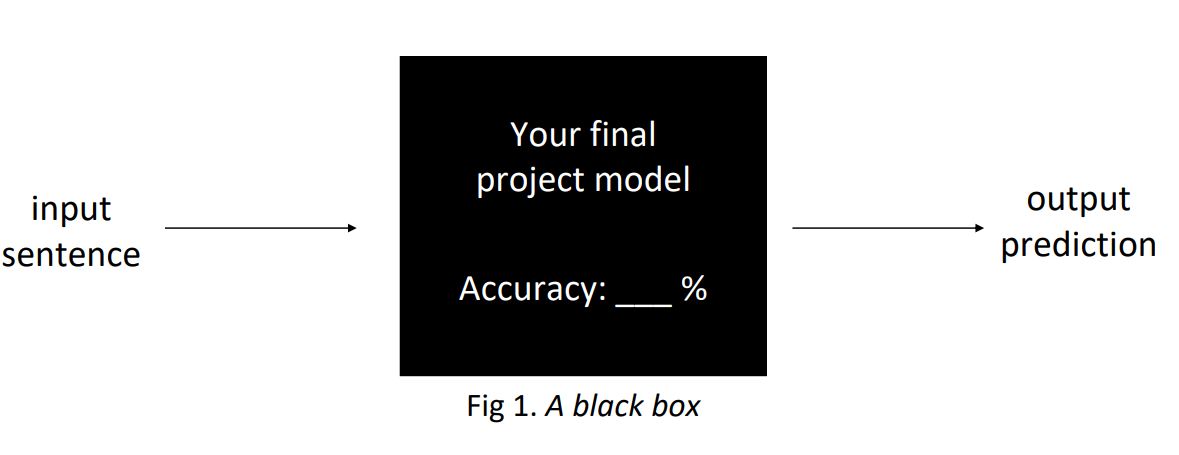 input
sentence
Your final
project model
Accuracy: ___ %
output
prediction
Fig 1. A black box